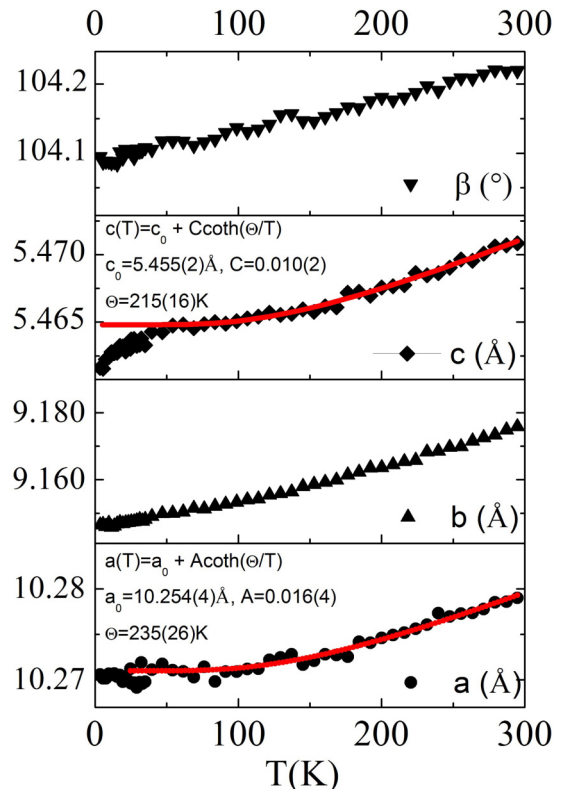 0 100 200 300
104.2
104.1
β (°)
c(T)=c₀ + Ccoth(Θ/T)
c₀=5.455(2)Å, C=0.010(2)
Θ=215(16)K
5.470
5.465
c (Å)
9.180
9.160
b (Å)
a(T)=a₀ + Acoth(Θ/T)
a₀=10.254(4)Å, A=0.016(4)
Θ=235(26)K
10.28
10.27
a (Å)
0 100 200 300
T(K)